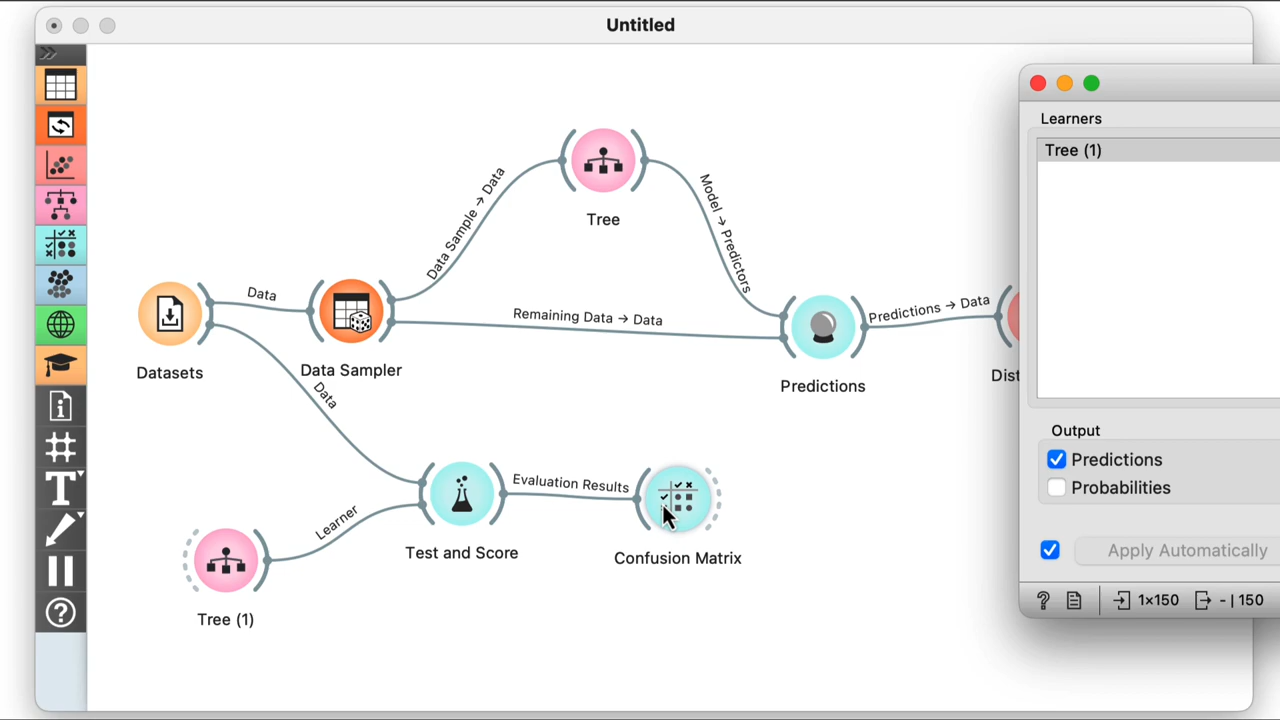 Untitled
Learners
Tree (1)
Data Sample → Data
Model → Predictors
Tree
Data
Remaining Data → Data
Predictions → Data
Datasets
Data Sampler
Predictions
Dist
Data
Output
Predictions
Probabilities
Evaluation Results
Learner
Test and Score
Confusion Matrix
Apply Automatically
Tree (1)
? 1×150 - | 150
T
?